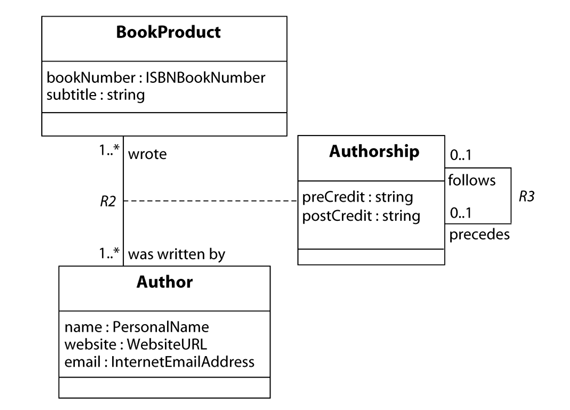 BookProduct
bookNumber : ISBNBookNumber
subtitle : string
1..* wrote
R2
1..* was written by
Author
name : PersonalName
website : WebsiteURL
email : InternetEmailAddress
Authorship
preCredit : string
postCredit : string
0..1
follows
R3
0..1
precedes